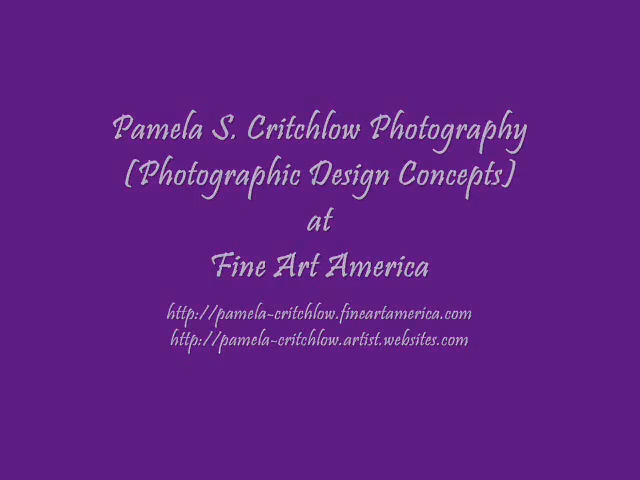 Pamela S. Critchlow Photography
(Photographic Design Concepts)
at
Fine Art America
http://pamela-critchlow.fineartamerica.com
http://pamela-critchlow.artist.websites.com